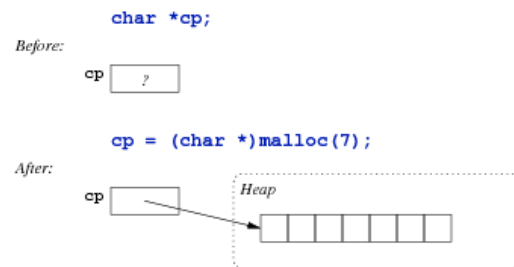 char *cp;
Before:
cp ?
cp = (char *)malloc(7);
After:
cp
Heap